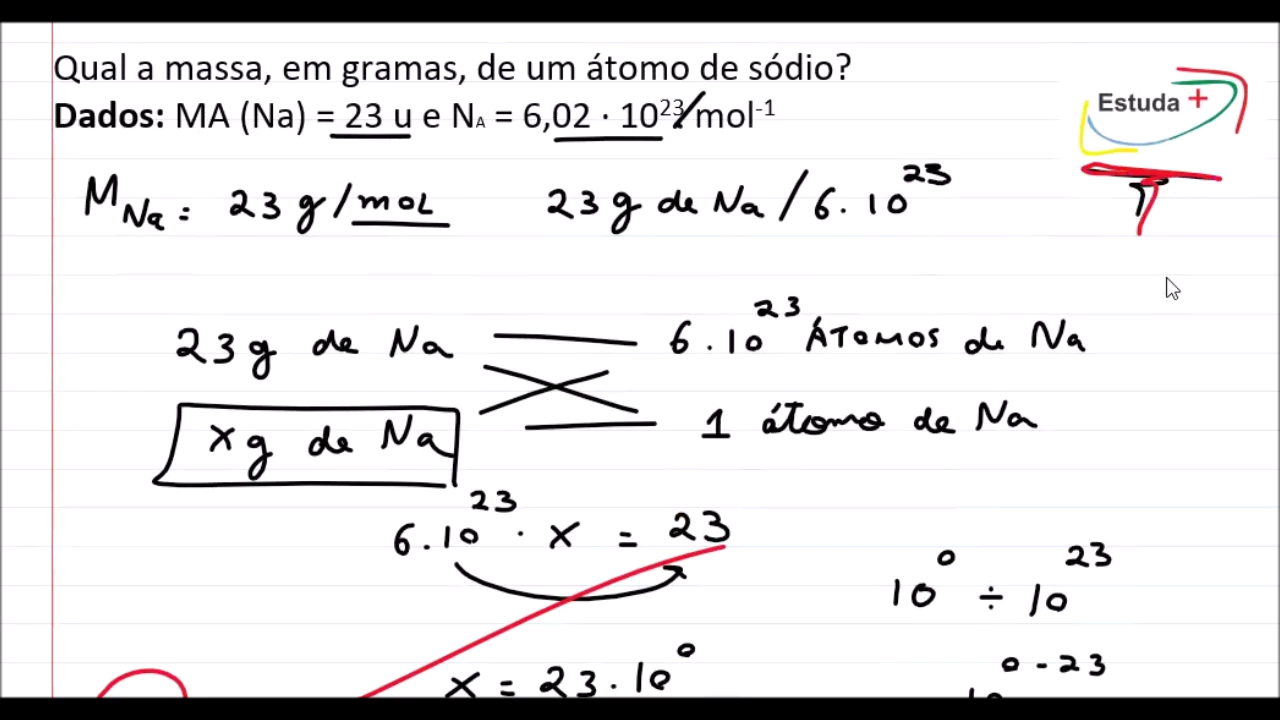 Qual a massa, em gramas, de um átomo de sódio?
Dados: MA (Na) = 23 u e NA = 6,02 · 10²³/mol⁻¹
Estuda +
M Na = 23 g/mol 23 g de Na / 6. 10²³
23 g de Na 6. 10²³ ÁTOMOS de Na
x g de Na 1 átomo de Na
6. 10²³ · x = 23
10⁰ ÷ 10²³
x = 23. 10⁰
10⁰⁻²³